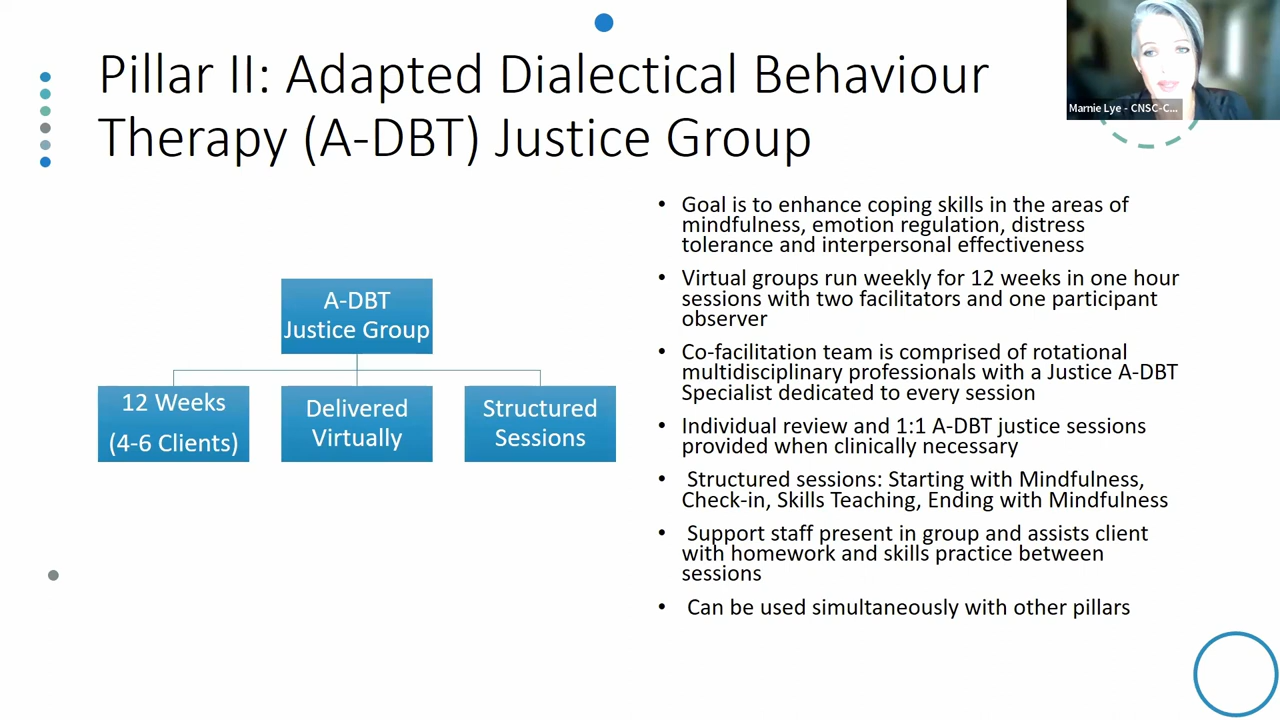 Pillar II: Adapted Dialectical Behaviour
Therapy (A-DBT) Justice Group
Marnie Lye - CNSC-C...
A-DBT
Justice Group
12 Weeks
(4-6 Clients)
Delivered
Virtually
Structured
Sessions
• Goal is to enhance coping skills in the areas of
mindfulness, emotion regulation, distress
tolerance and interpersonal effectiveness
• Virtual groups run weekly for 12 weeks in one hour
sessions with two facilitators and one participant
observer
• Co-facilitation team is comprised of rotational
multidisciplinary professionals with a Justice A-DBT
Specialist dedicated to every session
• Individual review and 1:1 A-DBT justice sessions
provided when clinically necessary
• Structured sessions: Starting with Mindfulness,
Check-in, Skills Teaching, Ending with Mindfulness
• Support staff present in group and assists client
with homework and skills practice between
sessions
• Can be used simultaneously with other pillars